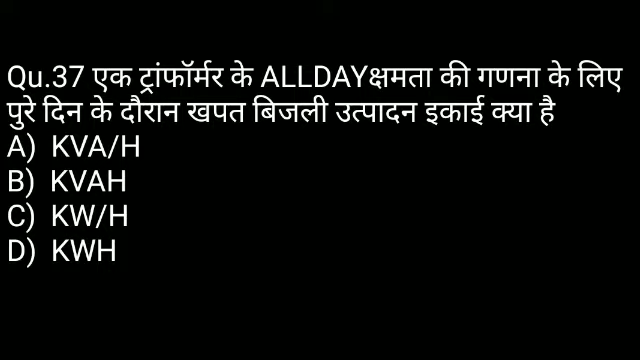 Qu.37 एक ट्रांफॉर्मर के ALLDAYक्षमता की गणना के लिए
पुरे दिन के दौरान खपत बिजली उत्पादन इकाई क्या है
A) KVA/H
B) KVAH
C) KW/H
D) KWH